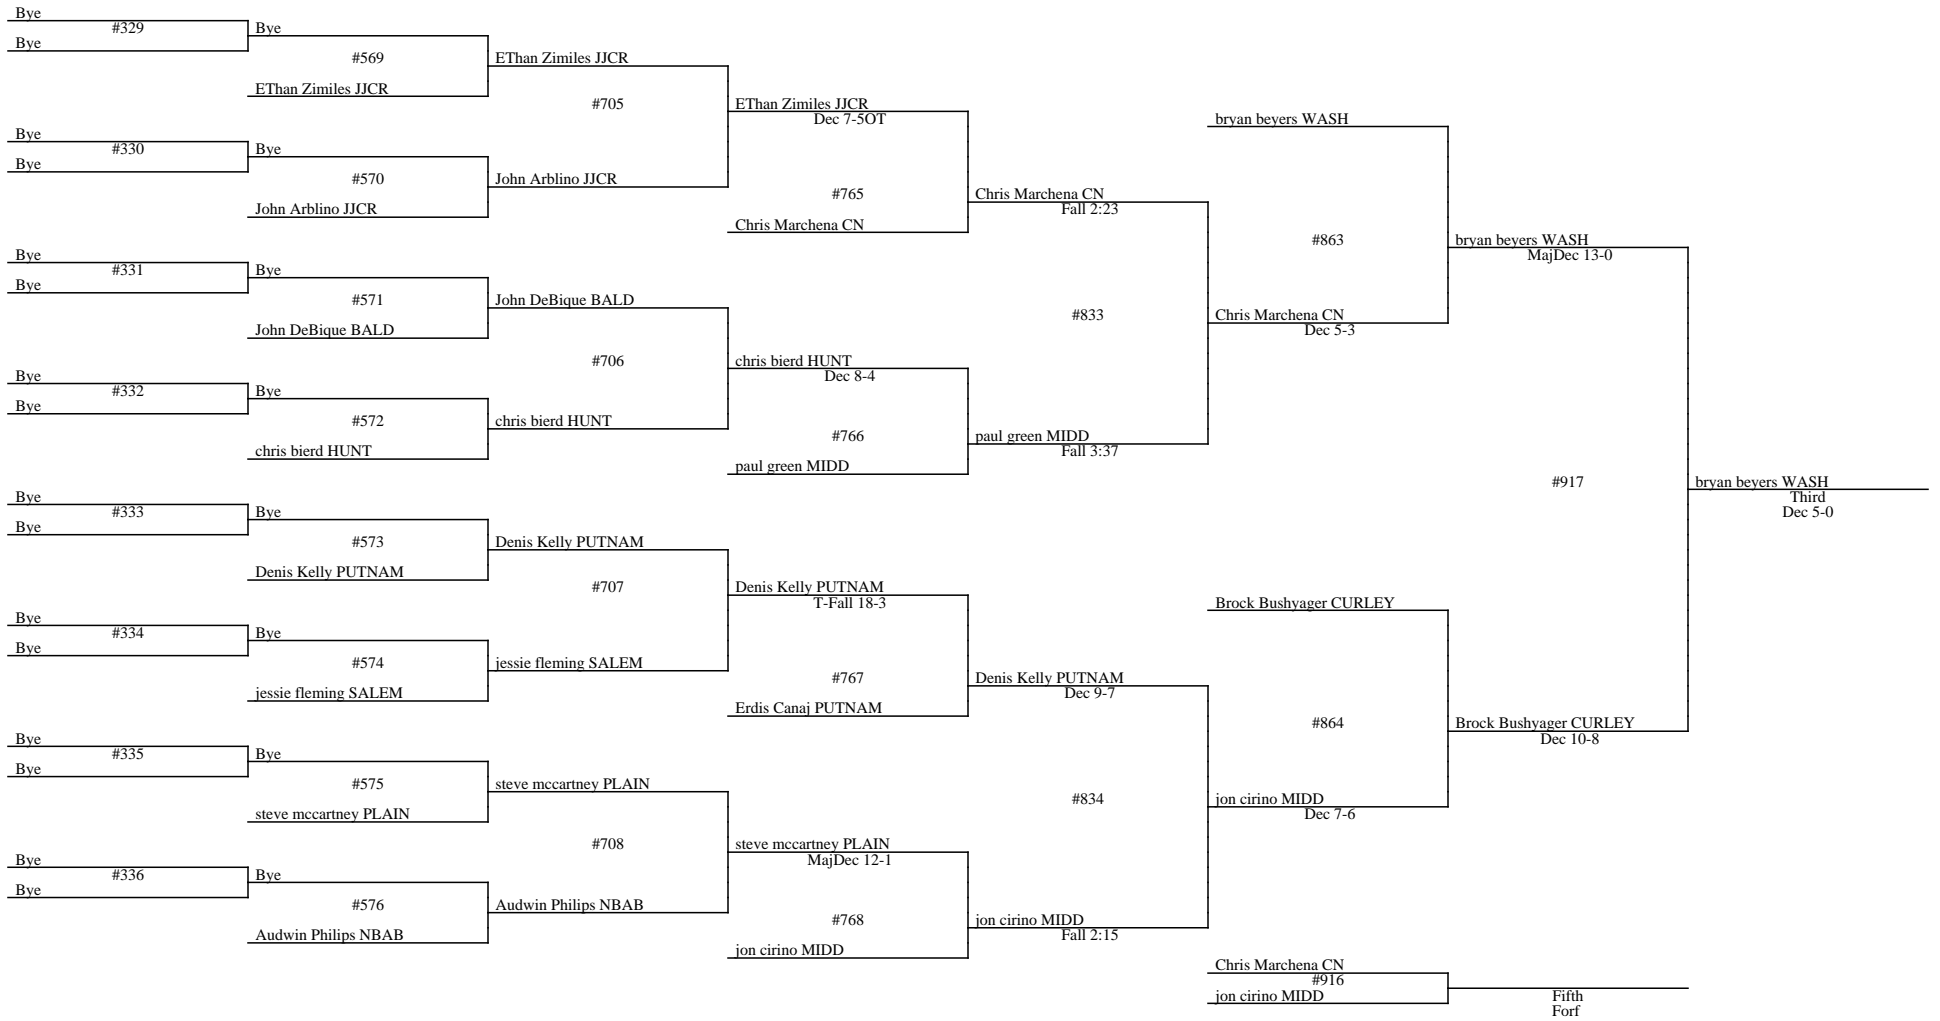 Bye
#329
Bye
Bye
#569
EThan Zimiles JJCR
EThan Zimiles JJCR
#705
Bye
#330
Bye
Bye
#570
John Arblino JJCR
John Arblino JJCR
EThan Zimiles JJCR
Dec 7-5OT
#765
Chris Marchena CN
Chris Marchena CN
Fall 2:23
Bye
#331
Bye
Bye
#571
John DeBique BALD
John DeBique BALD
#706
Bye
#332
Bye
Bye
#572
chris bierd HUNT
chris bierd HUNT
chris bierd HUNT
Dec 8-4
#766
paul green MIDD
paul green MIDD
Fall 3:37
#833
bryan beyers WASH
#863
Chris Marchena CN
Dec 5-3
bryan beyers WASH
MajDec 13-0
Bye
#333
Bye
Bye
#573
Denis Kelly PUTNAM
Denis Kelly PUTNAM
#707
Bye
#334
Bye
Bye
#574
jessie fleming SALEM
jessie fleming SALEM
Denis Kelly PUTNAM
T-Fall 18-3
#767
Erdis Canaj PUTNAM
Denis Kelly PUTNAM
Dec 9-7
Bye
#335
Bye
Bye
#575
steve mccartney PLAIN
steve mccartney PLAIN
#708
Bye
#336
Bye
Bye
#576
Audwin Philips NBAB
Audwin Philips NBAB
steve mccartney PLAIN
MajDec 12-1
#768
jon cirino MIDD
jon cirino MIDD
Fall 2:15
#834
Brock Bushyager CURLEY
#864
jon cirino MIDD
Dec 7-6
Brock Bushyager CURLEY
Dec 10-8
#917
bryan beyers WASH
Third
Dec 5-0
Chris Marchena CN
#916
jon cirino MIDD
Fifth
Forf